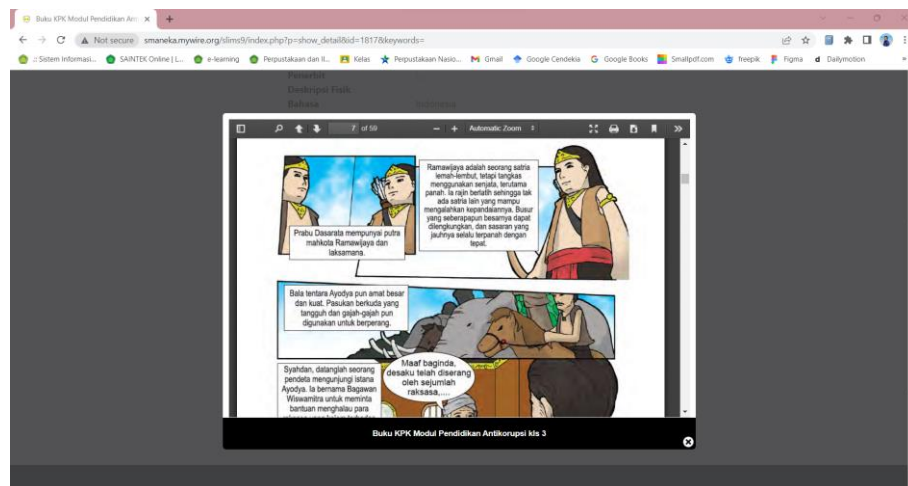 Buku KPK Modul Pendidikan Ant
Not secure
smaneka.mywire.org/slims9/index.php?p=show_detail&id=1817&keywords=
.:: Sistem Informasi...
SAINTEK Online | L...
e-learning
Perpustakaan dan Il...
Kelas
Perpustakaan Nasio...
Gmail
Google Cendekia
Google Books
Smallpdf.com
freepik
Figma
Dailymotion
»
Penerbit
Deskripsi Fisik
Bahasa
7 of 59
Automatic Zoom
Prabu Dasarata mempunyai putra
mahkota Ramawijaya dan
laksamana.
Ramawijaya adalah seorang satria
lemah-lembut, tetapi tangkas
menggunakan senjata, terutama
panah. Ia rajin berlatih sehingga tak
ada satria lain yang mampu
mengalahkan kepandaiannya. Busur
yang seberapapun besarnya dapat
dilengkungkan, dan sasaran yang
jauhnya selalu terpanah dengan
tepat.
Bala tentara Ayodya pun amat besar
dan kuat. Pasukan berkuda yang
tangguh dan gajah-gajah pun
digunakan untuk berperang.
Syahdan, datanglah seorang
pendeta mengunjungi istana
Ayodya. Ia bernama Bagawan
Wiswamitra untuk meminta
bantuan menghalau para
Maaf baginda,
desaku telah diserang
oleh sejumlah
raksasa,....
Buku KPK Modul Pendidikan Antikorupsi kls 3